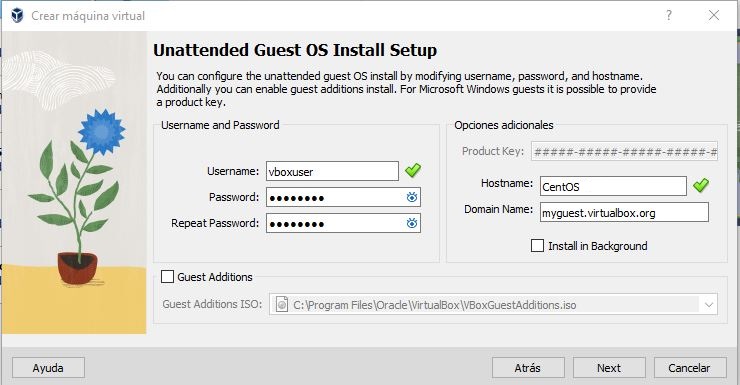 Crear máquina virtual
Unattended Guest OS Install Setup
You can configure the unattended guest OS install by modifying username, password, and hostname.
Additionally you can enable guest additions install. For Microsoft Windows guests it is possible to provide
a product key.
Username and Password
Username: vboxuser
Password: ●●●●●●●●
Repeat Password: ●●●●●●●●
Opciones adicionales
Product Key: #####-#####-#####-#####-#
Hostname: CentOS
Domain Name: myguest.virtualbox.org
Install in Background
Guest Additions
Guest Additions ISO: C:\Program Files\Oracle\VirtualBox\VBoxGuestAdditions.iso
Ayuda
Atrás
Next
Cancelar